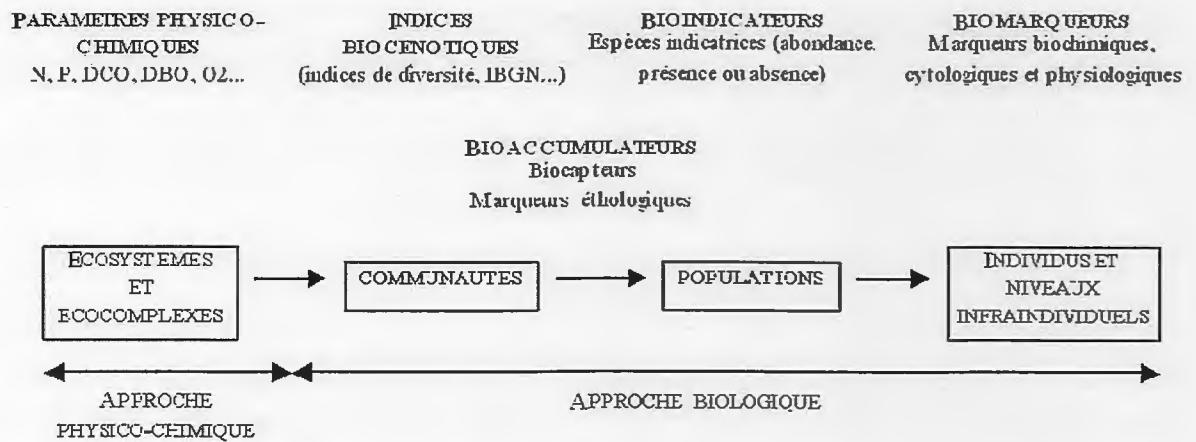 PARAMETRES PHYSICO-
CHIMIQUES
N, P, DCO, DBO, O2...
INDICES
BIOCENOTIQUES
(indices de diversité, IBGN...)
BIOINDICATEURS
Espèces indicatrices (abondance,
présence ou absence)
BIOMARQUEURS
Marqueurs biochimiques,
cytologiques et physiologiques
BIOACCUMULATEURS
Biocapteurs
Marqueurs éthologiques
ECOSYSTEMES
ET
ECOCOMPLEXES
COMMUNAUTES
POPULATIONS
INDIVIDUS ET
NIVEAUX
INFRAINDIVIDUELS
APPROCHE
PHYSICO-CHIMIQUE
APPROCHE BIOLOGIQUE